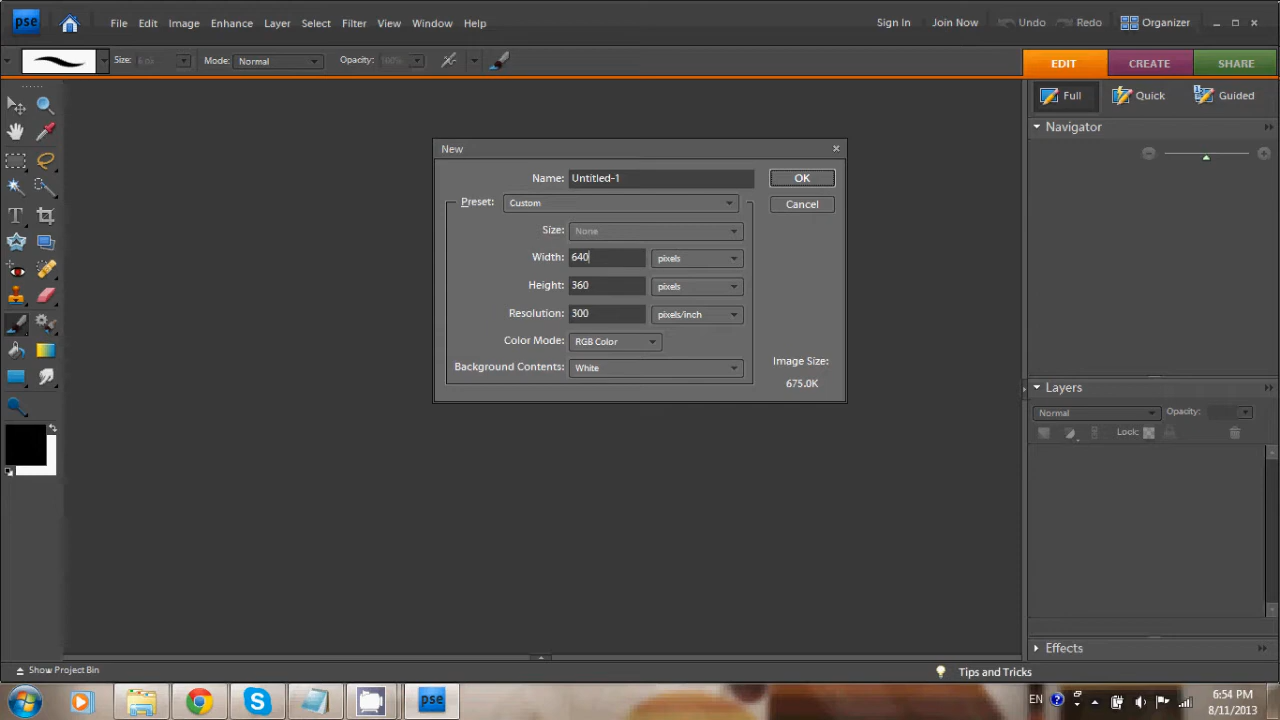 pse File Edit Image Enhance Layer Select Filter View Window Help Sign In Join Now Undo Redo Organizer
Size: 6 px Mode: Normal Opacity: 100% EDIT CREATE SHARE
Full Quick Guided
Navigator
New
Name: Untitled-1 OK
Preset: Custom Cancel
Size: None
Width: 640 pixels
Height: 360 pixels
Resolution: 300 pixels/inch
Color Mode: RGB Color
Background Contents: White
Image Size:
675.0K
Layers
Normal Opacity:
Lock:
Effects
Show Project Bin Tips and Tricks
pse EN 6:54 PM
8/11/2013